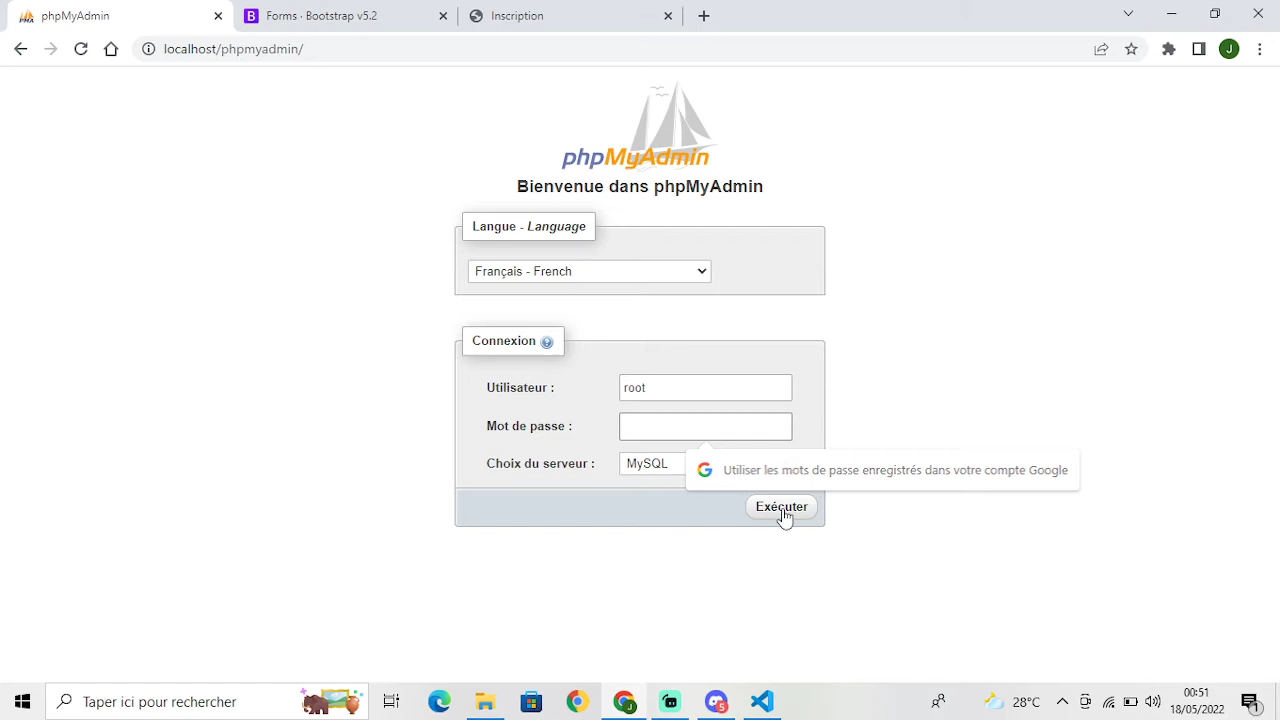 phpMyAdmin
Forms · Bootstrap v5.2
Inscription
localhost/phpmyadmin/
J
phpMyAdmin
Bienvenue dans phpMyAdmin
Langue - Language
Français - French
Connexion
Utilisateur :
root
Mot de passe :
Choix du serveur :
MySQL
Utiliser les mots de passe enregistrés dans votre compte Google
Exécuter
Taper ici pour rechercher
28°C
00:51
18/05/2022